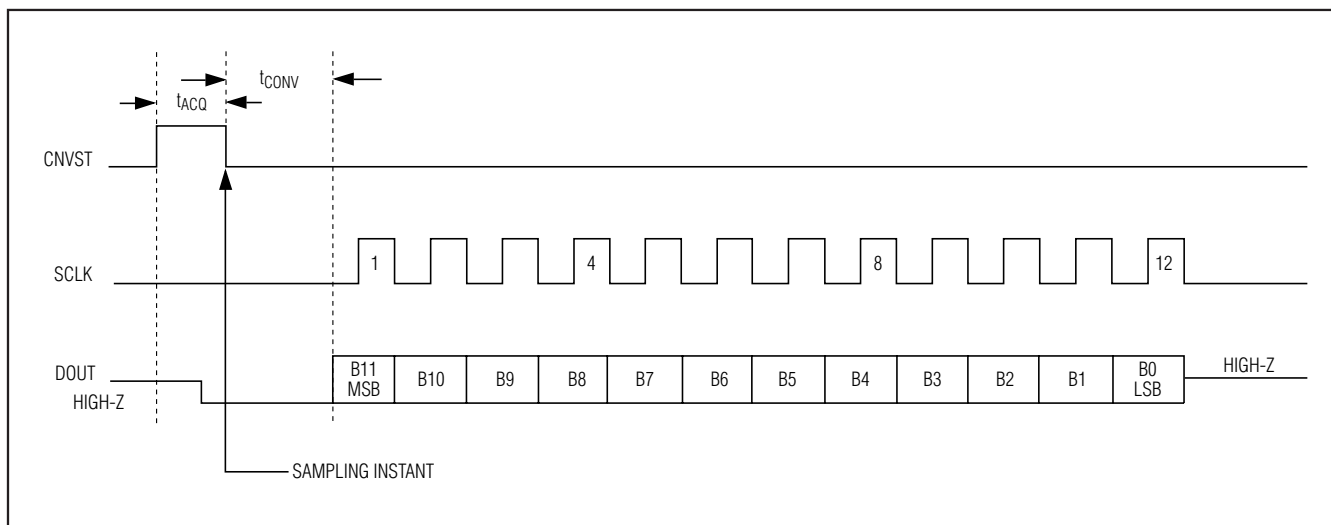 tCONV
tACQ
CNVST
SCLK
1
4
8
12
DOUT
HIGH-Z
B11
MSB
B10
B9
B8
B7
B6
B5
B4
B3
B2
B1
B0
LSB
HIGH-Z
SAMPLING INSTANT